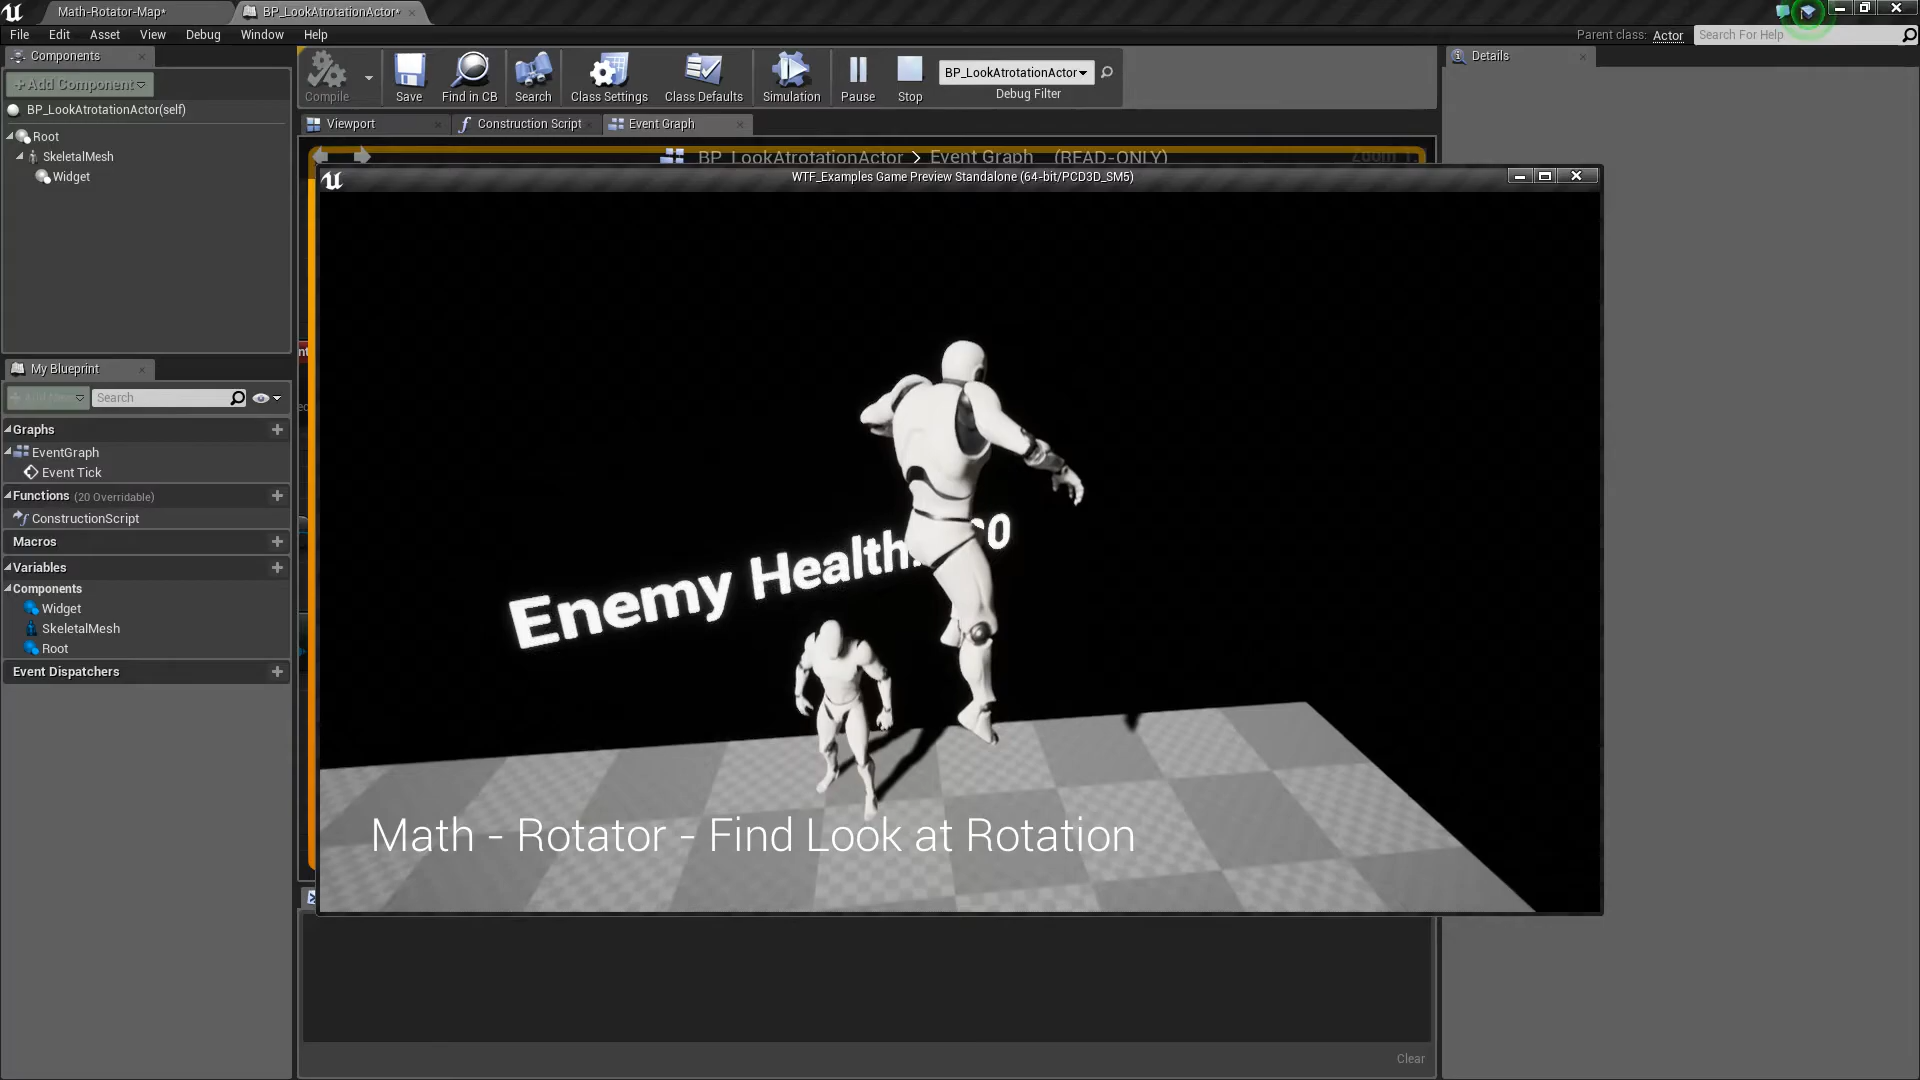 Math-Rotator-Map*
BP_LookAtrotationActor*
File Edit Asset View Debug Window Help
Parent class: Actor
Search For Help
Components
+Add Component
BP_LookAtrotationActor(self)
Root
SkeletalMesh
Widget
Compile
Save
Find in CB
Search
Class Settings
Class Defaults
Simulation
Pause
Stop
BP_LookAtrotationActor
Debug Filter
Details
Viewport
Construction Script
Event Graph
BP_LookAtrotationActor > Event Graph (READ-ONLY)
WTF_Examples Game Preview Standalone (64-bit/PCD3D_SM5)
My Blueprint
Search
Graphs
EventGraph
Event Tick
Functions (20 Overridable)
ConstructionScript
Macros
Variables
Components
Widget
SkeletalMesh
Root
Event Dispatchers
Enemy Health
Math - Rotator - Find Look at Rotation
Clear